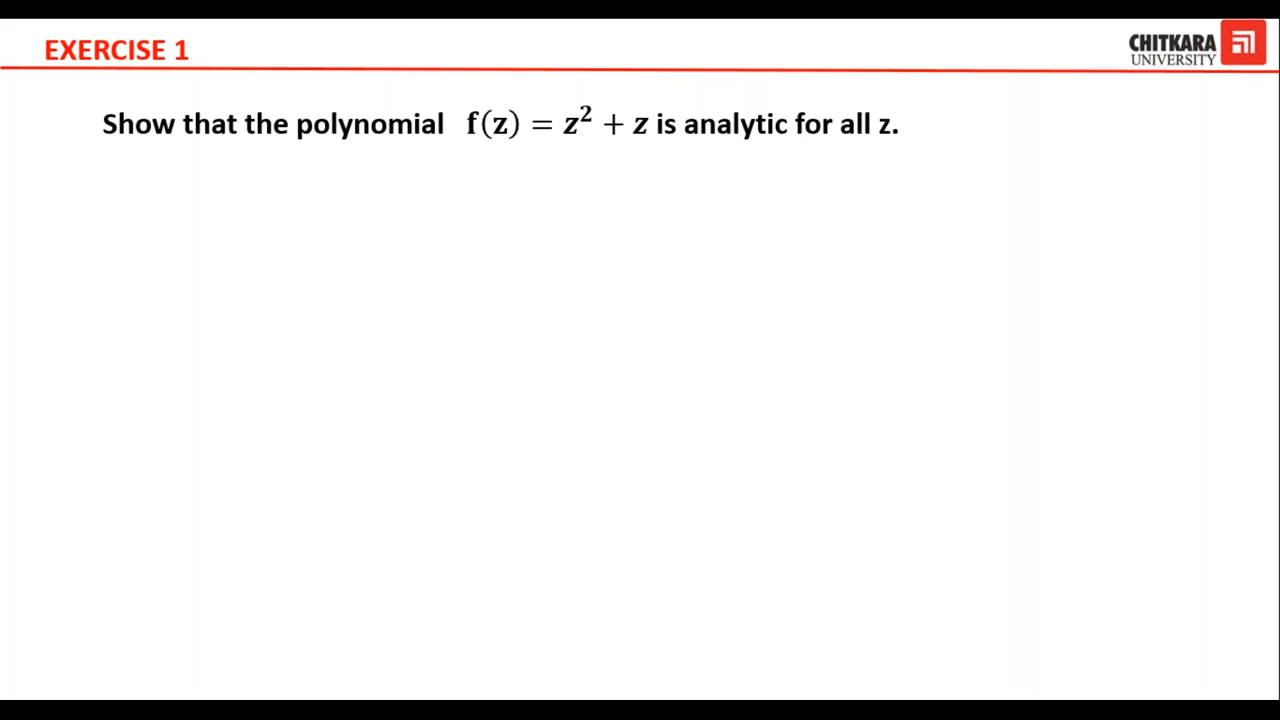 EXERCISE 1
CHITKARA
UNIVERSITY
Show that the polynomial f(z) = z² + z is analytic for all z.